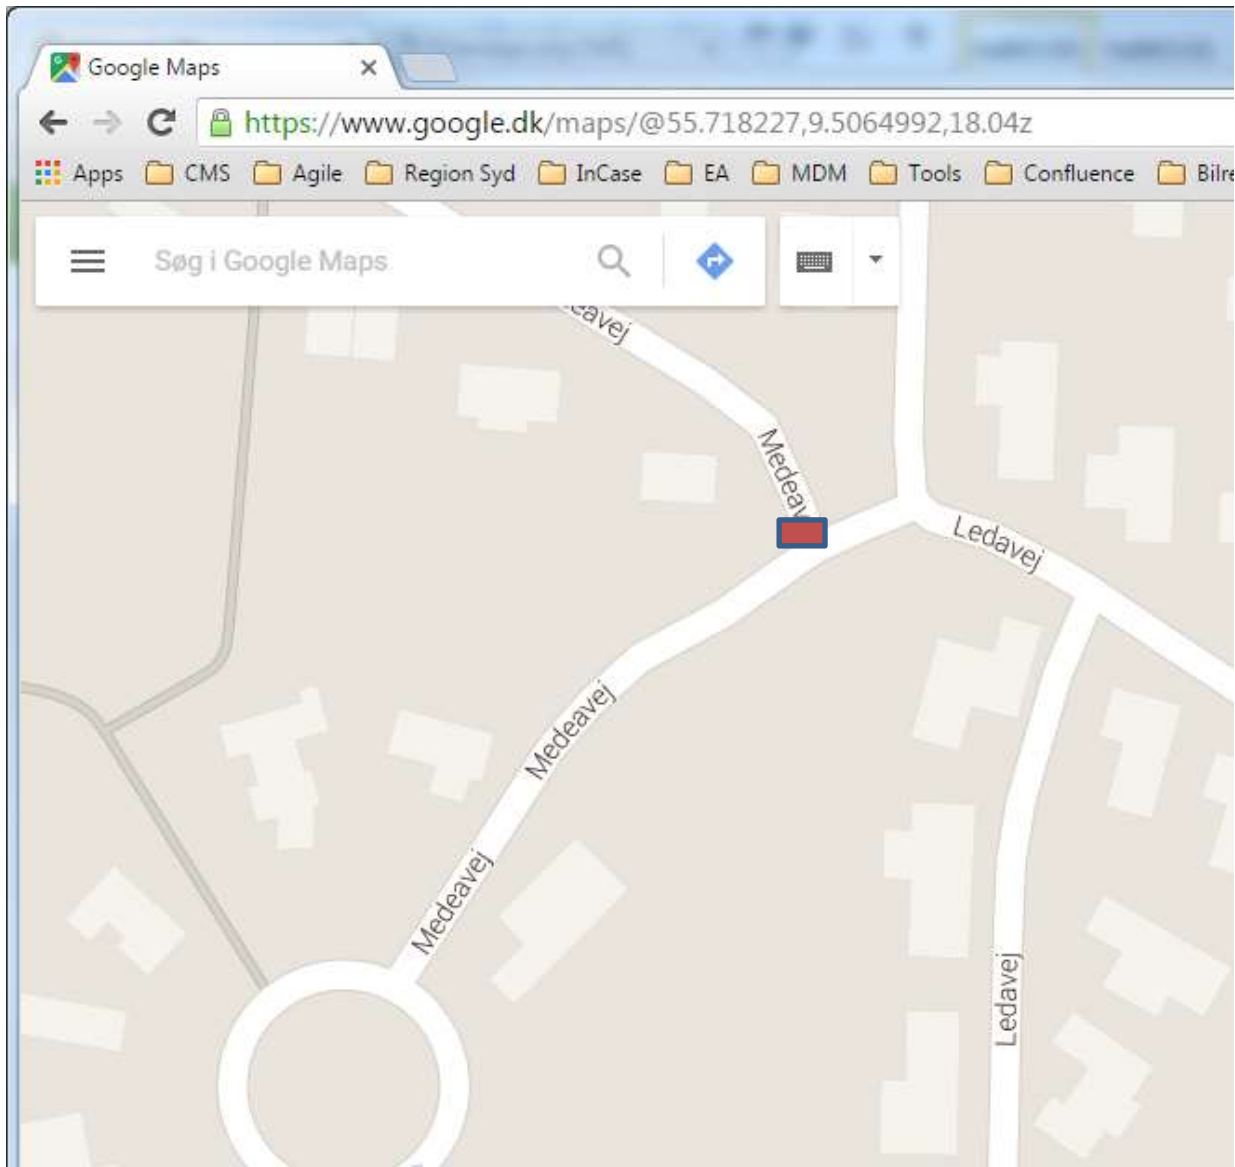 Google Maps
https://www.google.dk/maps/@55.718227,9.5064992,18.04z
Apps CMS Agile Region Syd InCase EA MDM Tools Confluence Bilre
Søg i Google Maps
eavej
Medeav
Ledavej
Medeavej
Medeavej
Ledavej